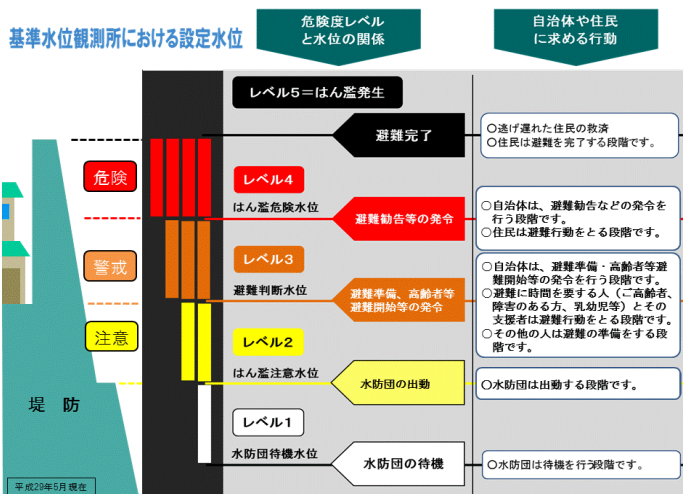 基準水位観測所における設定水位
危険度レベル
と水位の関係
自治体や住民
に求める行動
レベル5＝はん濫発生
避難完了
○逃げ遅れた住民の救済
○住民は避難を完了する段階です。
危険
レベル4
はん濫危険水位
避難勧告等の発令
○自治体は、避難勧告などの発令を
行う段階です。
○住民は避難行動をとる段階です。
警戒
レベル3
避難判断水位
避難準備、高齢者等
避難開始等の発令
○自治体は、避難準備・高齢者等避
難開始等の発令を行う段階です。
○避難に時間を要する人（ご高齢者、
障害のある方、乳幼児等）とその
支援者は避難行動をとる段階です。
○その他の人は避難の準備をする段
階です。
注意
レベル2
はん濫注意水位
水防団の出動
○水防団は出動する段階です。
レベル1
水防団待機水位
水防団の待機
○水防団は待機を行う段階です。
堤 防
平成29年5月現在